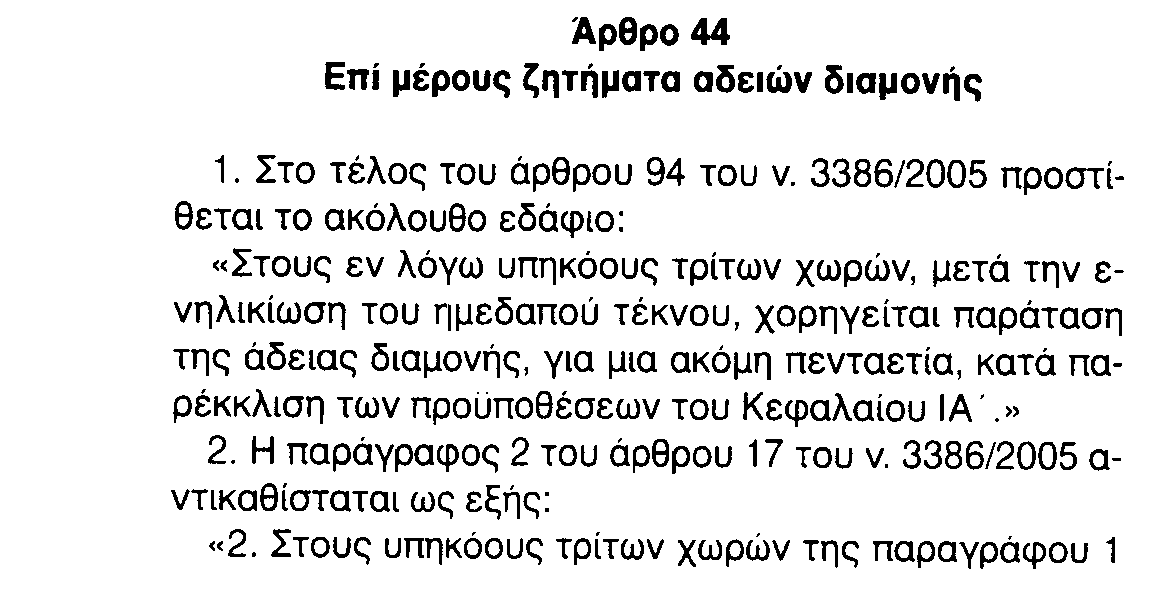 Άρθρο 44
Επί μέρους ζητήματα αδειών διαμονής
1. Στο τέλος του άρθρου 94 του ν. 3386/2005 προστί-
θεται το ακόλουθο εδάφιο:
«Στους εν λόγω υπηκόους τρίτων χωρών, μετά την ε-
νηλικίωση του ημεδαπού τέκνου, χορηγείται παράταση
της άδειας διαμονής, για μια ακόμη πενταετία, κατά πα-
ρέκκλιση των προϋποθέσεων του Κεφαλαίου ΙΑ΄.»
2. Η παράγραφος 2 του άρθρου 17 του ν. 3386/2005 α-
ντικαθίσταται ως εξής:
«2. Στους υπηκόους τρίτων χωρών της παραγράφου 1